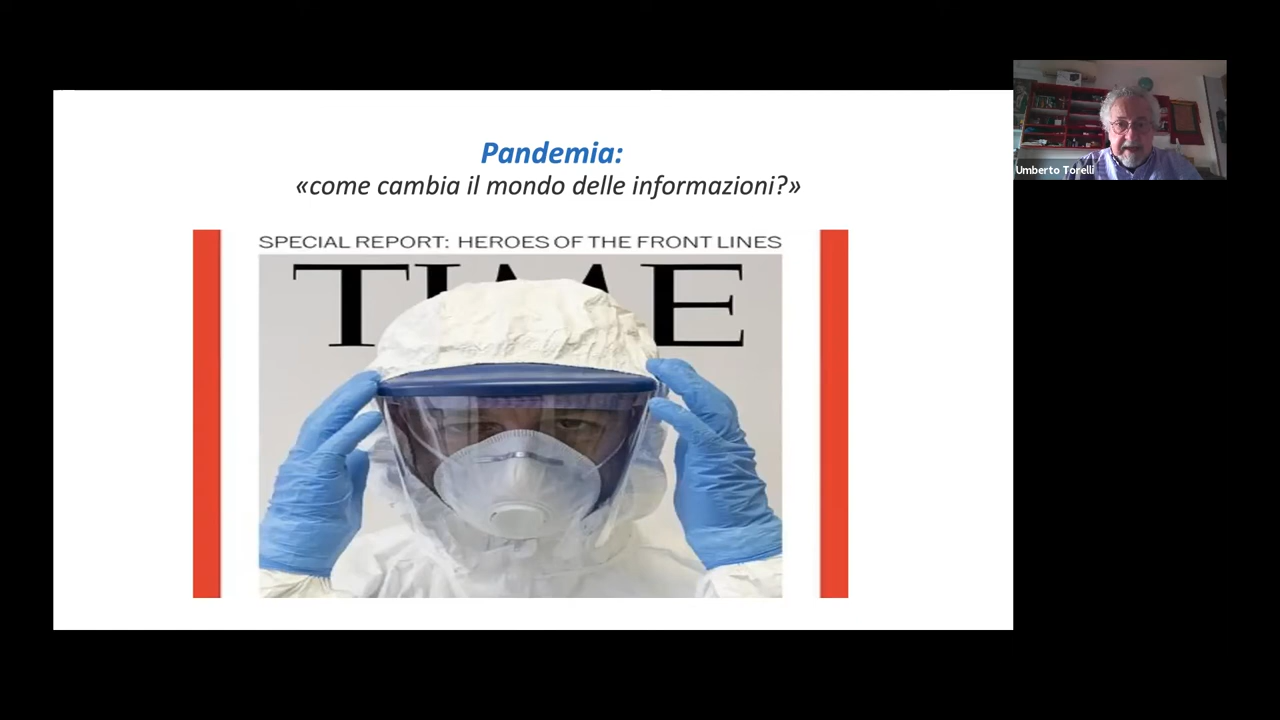 Pandemia:
«come cambia il mondo delle informazioni?»
SPECIAL REPORT: HEROES OF THE FRONT LINES
TIME
Umberto Torelli